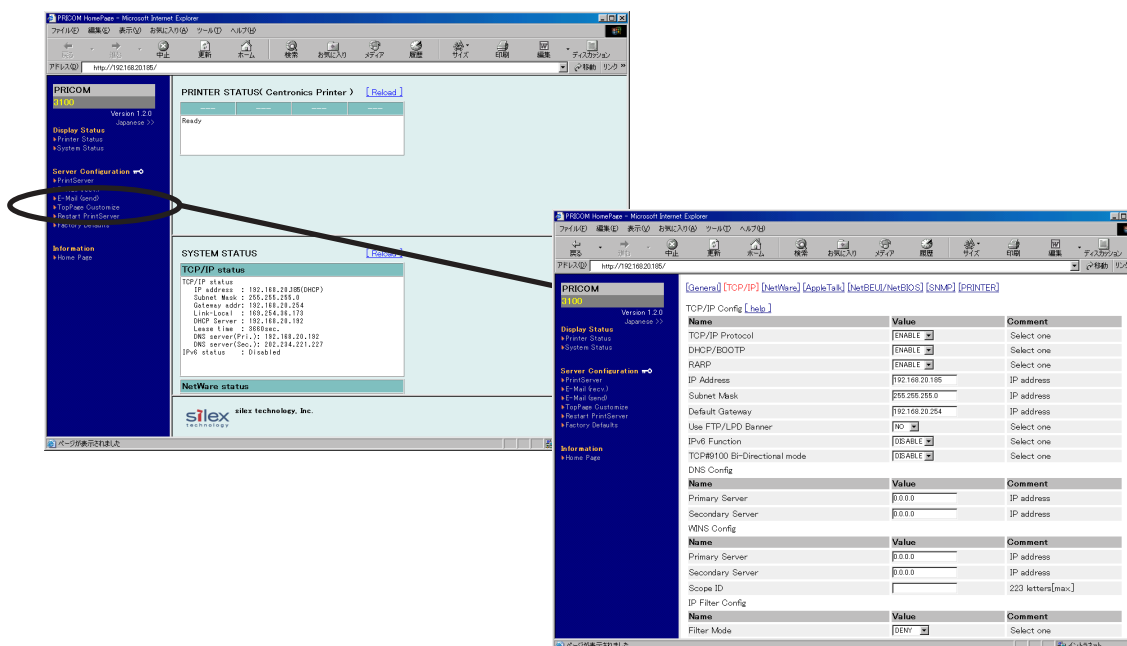 PRICOM HomePage - Microsoft Internet Explorer
ファイル(F) 編集(E) 表示(V) お気に入り(A) ツール(T) ヘルプ(H)
戻る 進む 中止 更新 ホーム 検索 お気に入り メディア 履歴 サイズ 印刷 編集 ディスカッション
アドレス(D) http://192.168.20.185/ 移動 リンク »
PRICOM
3100
Version 1.2.0
Japanese >>
Display Status
Printer Status
System Status
Server Configuration
PrintServer
E-Mail (send)
TopPage Customize
Restart PrintServer
Factory Defaults
Information
Home Page
PRINTER STATUS( Centronics Printer ) [ Reload ]
---- ---- ---- ----
Ready
SYSTEM STATUS [ Reload ]
TCP/IP status
TCP/IP status
IP address : 192.168.20.185(DHCP)
Subnet Mask : 255.255.255.0
Gateway addr: 192.168.20.254
Link-Local : 169.254.36.173
DHCP Server : 192.168.20.192
Lease time : 3660sec.
DNS server(Pri.): 192.168.20.192
DNS server(Sec.): 202.234.221.227
IPv6 status : Disabled
NetWare status
silex technology
silex technology, Inc.
ページが表示されました
PRICOM HomePage - Microsoft Internet Explorer
ファイル(F) 編集(E) 表示(V) お気に入り(A) ツール(T) ヘルプ(H)
戻る 進む 中止 更新 ホーム 検索 お気に入り メディア 履歴 サイズ 印刷 編集 ディスカッション
アドレス(D) http://192.168.20.185/ 移動
PRICOM
3100
Version 1.2.0
Japanese >>
Display Status
Printer Status
System Status
Server Configuration
PrintServer
E-Mail (recv.)
E-Mail (send)
TopPage Customize
Restart PrintServer
Factory Defaults
Information
Home Page
[General] [TCP/IP] [NetWare] [AppleTalk] [NetBEUI/NetBIOS] [SNMP] [PRINTER]
TCP/IP Config [ help ]
Name Value Comment
TCP/IP Protocol ENABLE Select one
DHCP/BOOTP ENABLE Select one
RARP ENABLE Select one
IP Address 192.168.20.185 IP address
Subnet Mask 255.255.255.0 IP address
Default Gateway 192.168.20.254 IP address
Use FTP/LPD Banner NO Select one
IPv6 Function DISABLE Select one
TCP#9100 Bi-Directional mode DISABLE Select one
DNS Config
Name Value Comment
Primary Server 0.0.0.0 IP address
Secondary Server 0.0.0.0 IP address
WINS Config
Name Value Comment
Primary Server 0.0.0.0 IP address
Secondary Server 0.0.0.0 IP address
Scope ID 223 letters[max.]
IP Filter Config
Name Value Comment
Filter Mode DENY Select one